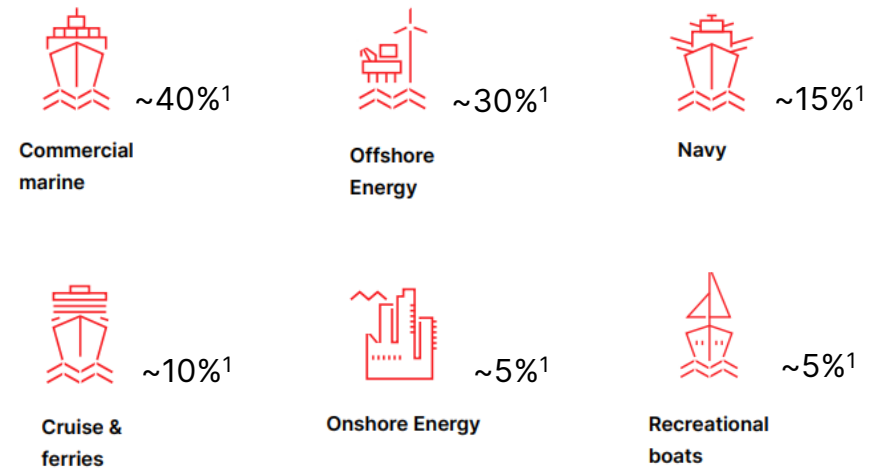 ~40%¹
Commercial
marine
~30%¹
Offshore
Energy
~15%¹
Navy
~10%¹
Cruise &
ferries
~5%¹
Onshore Energy
~5%¹
Recreational
boats